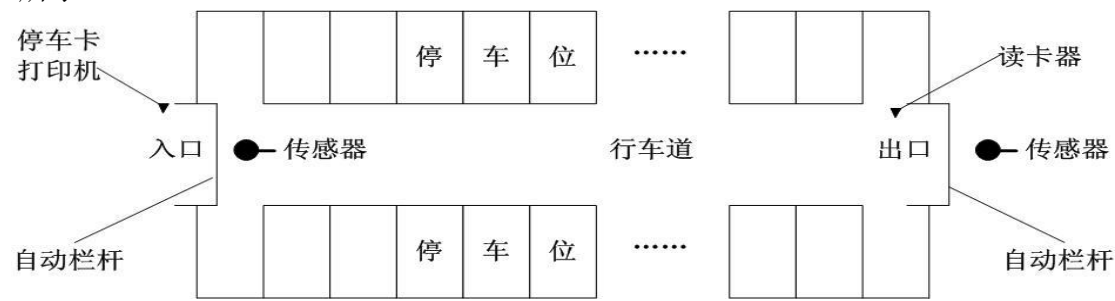 停车卡
打印机
停 车 位 ……
读卡器
入口 传感器 行车道 出口 传感器
停 车 位 ……
自动栏杆 自动栏杆